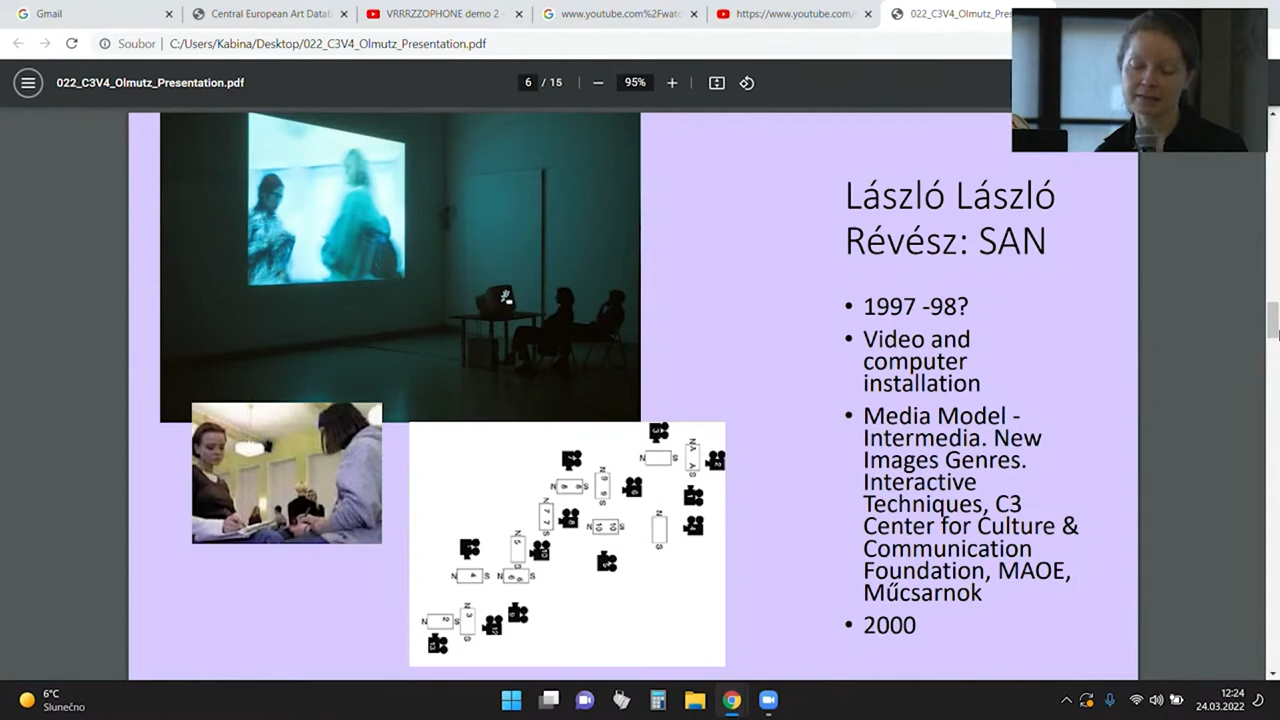 Gmail
Central European Art Datab
VRRRZZOPHONE demo 2 -
www.youtube.com%2Fwatc
https://www.youtube.com/
022_C3V4_Olmutz_Pres
Soubor
C:/Users/Kabina/Desktop/022_C3V4_Olmutz_Presentation.pdf
022_C3V4_Olmutz_Presentation.pdf
6 / 15
95%
László László
Révész: SAN
• 1997 -98?
• Video and
computer
installation
• Media Model -
Intermedia. New
Images Genres.
Interactive
Techniques, C3
Center for Culture &
Communication
Foundation, MAOE,
Műcsarnok
• 2000
6°C
Slunečno
12:24
24.03.2022